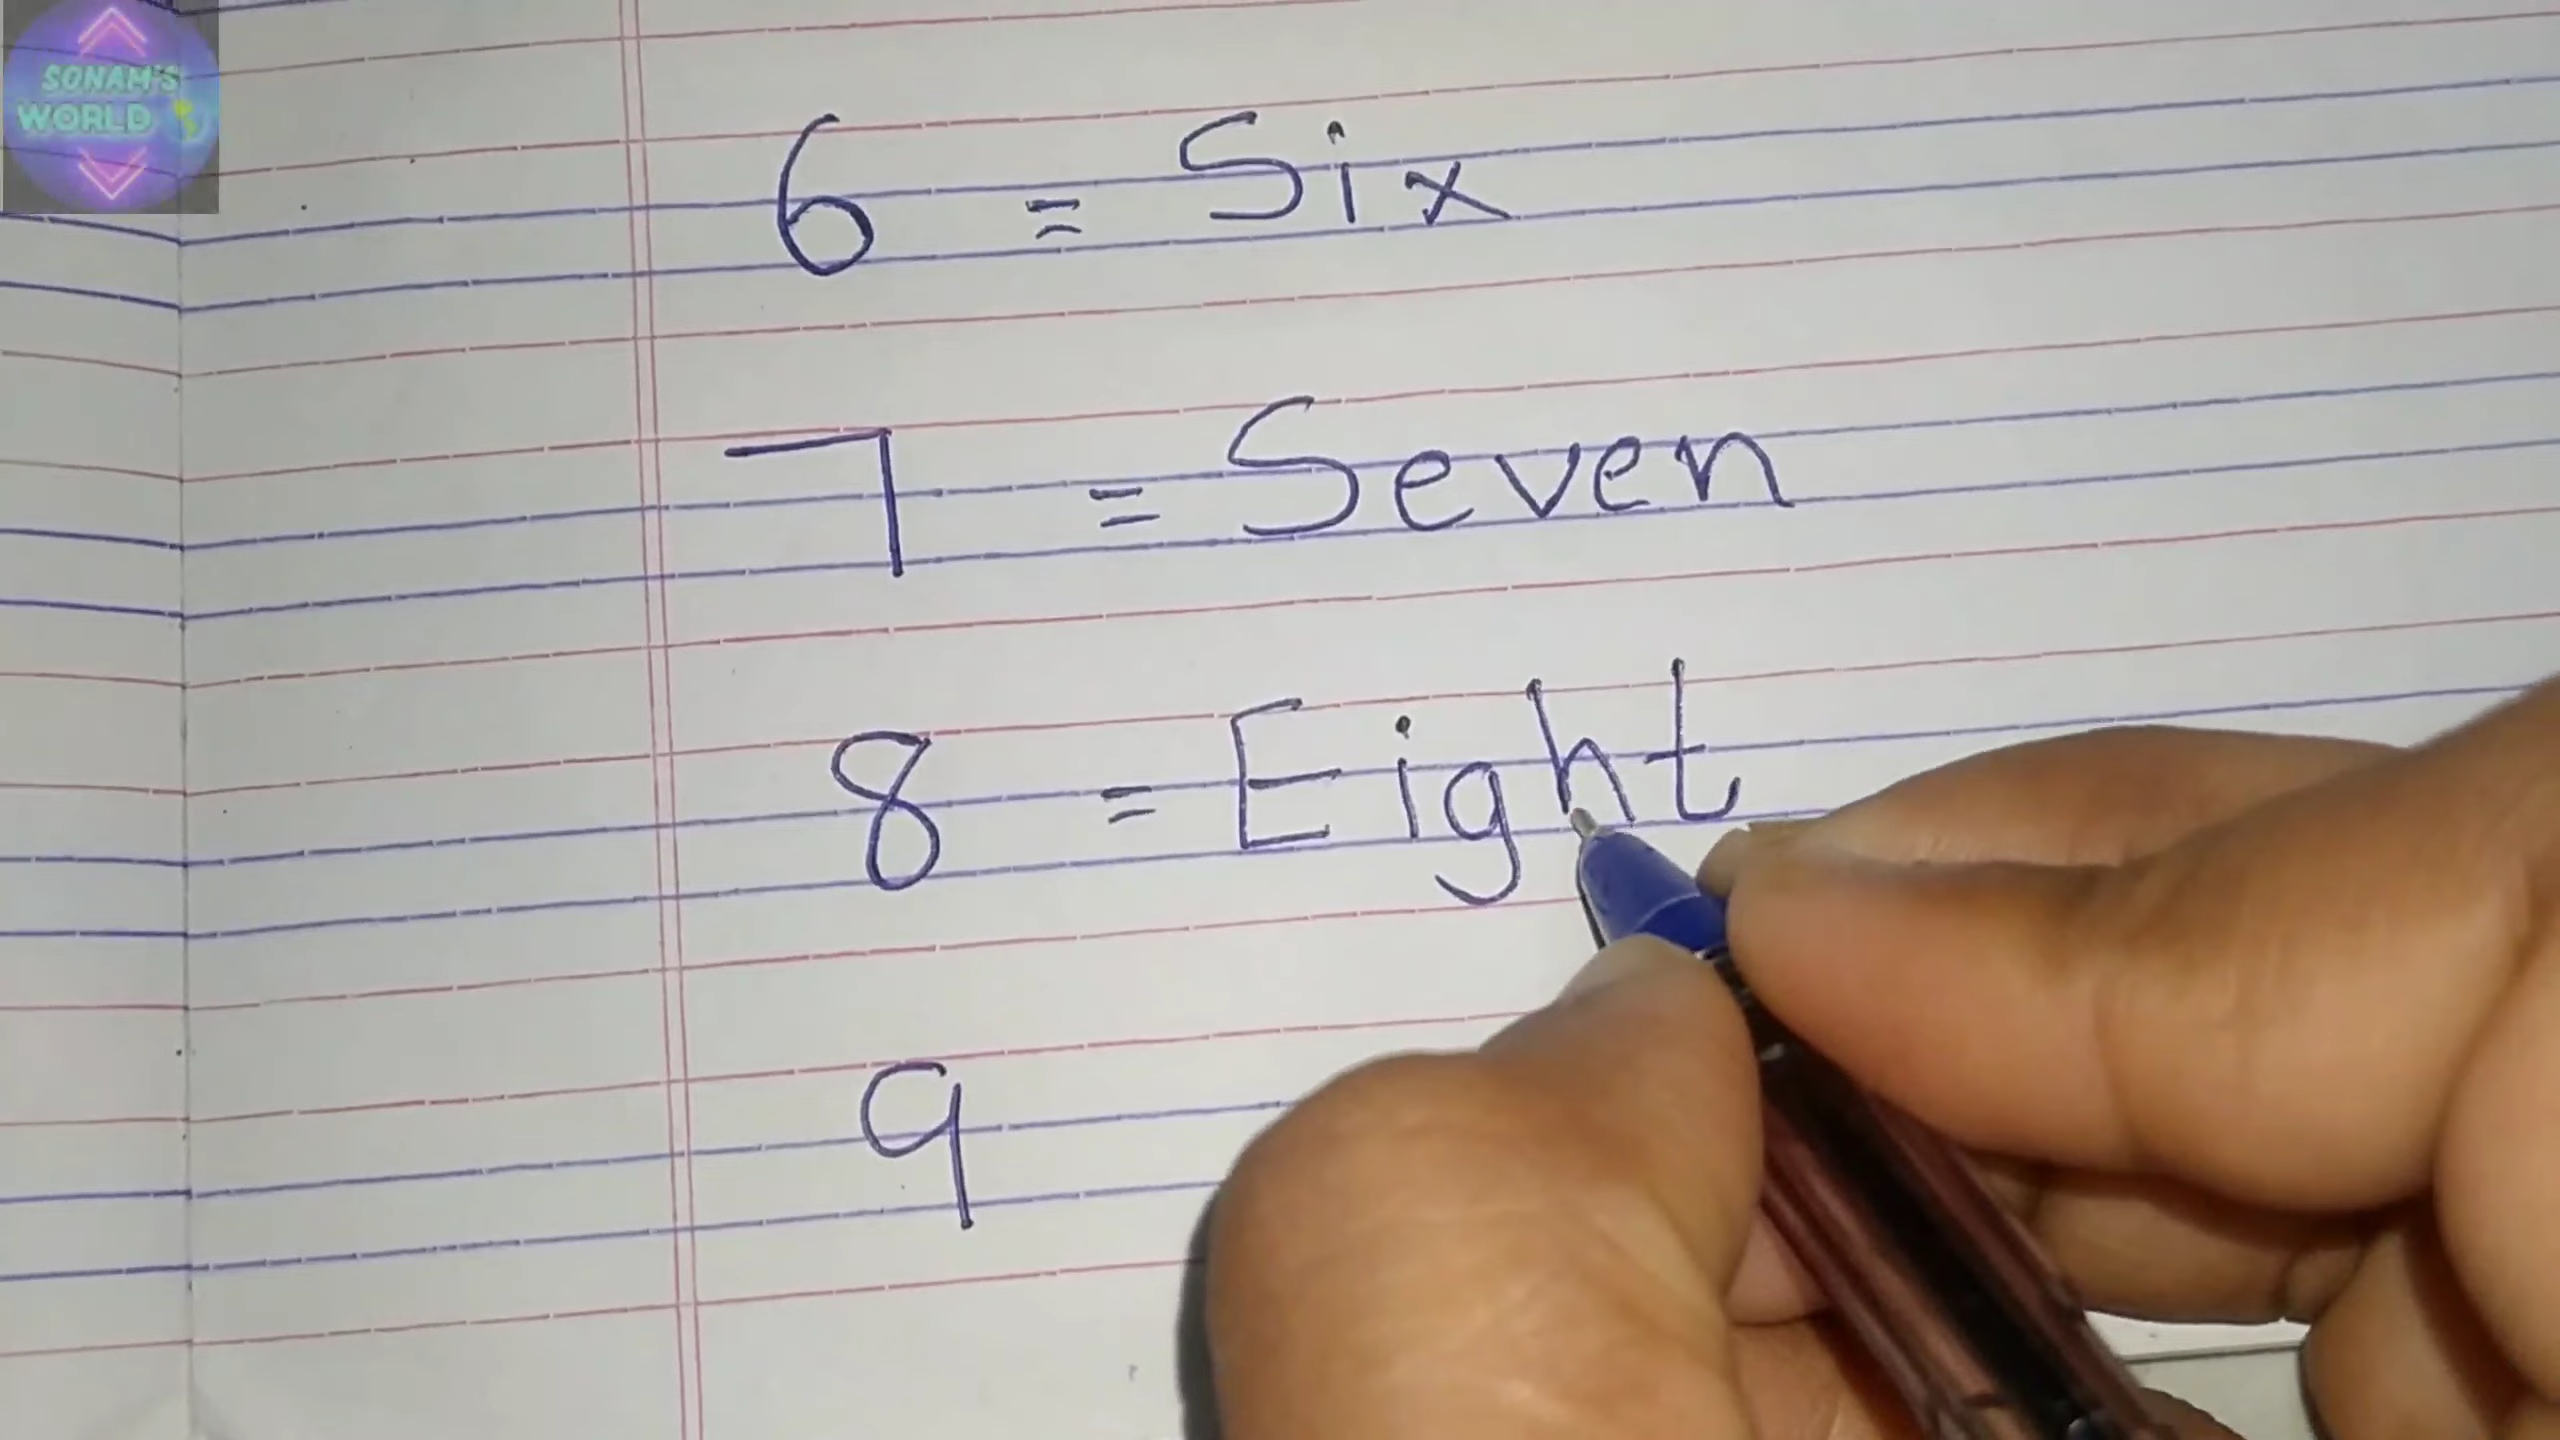 SONAM'S
WORLD
6 = Six
7 = Seven
8 = Eight
9